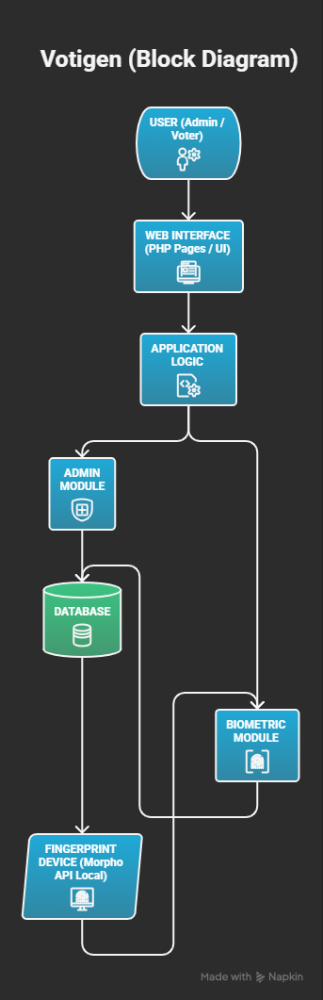 Votigen (Block Diagram)
USER (Admin /
Voter)
WEB INTERFACE
(PHP Pages / UI)
APPLICATION
LOGIC
ADMIN
MODULE
DATABASE
BIOMETRIC
MODULE
FINGERPRINT
DEVICE (Morpho
API Local)
Made with Napkin